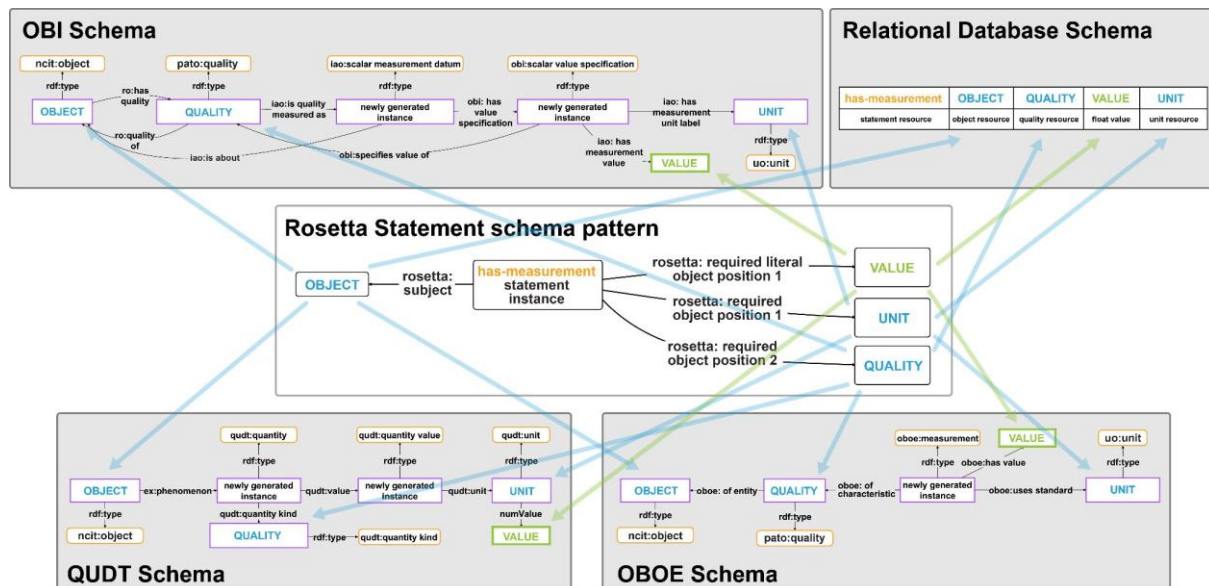 OBI Schema
ncit:object
pato:quality
iao:scalar measurement datum
obi:scalar value specification
rdf:type
rdf:type
rdf:type
rdf:type
ro:has
quality
OBJECT
QUALITY
iao:is quality
measured as
newly generated
instance
obi: has
value
specification
newly generated
instance
iao: has
measurement
unit label
UNIT
ro:quality
of
iao:is about
obi:specifies value of
iao: has
measurement
value
VALUE
rdf:type
uo:unit
Relational Database Schema
has-measurement OBJECT QUALITY VALUE UNIT
statement resource object resource quality resource float value unit resource
Rosetta Statement schema pattern
OBJECT
rosetta:
subject
has-measurement
statement
instance
rosetta: required literal
object position 1
VALUE
rosetta: required
object position 1
UNIT
rosetta: required
object position 2
QUALITY
qudt:quantity
qudt:quantity value
qudt:unit
rdf:type
rdf:type
rdf:type
OBJECT
ex:phenomenon
newly generated
instance
qudt:value
newly generated
instance
qudt:unit
UNIT
rdf:type
qudt:quantity kind
numValue
ncit:object
QUALITY
rdf:type
qudt:quantity kind
VALUE
QUDT Schema
oboe:measurement
VALUE
uo:unit
rdf:type
oboe:has value
rdf:type
OBJECT
oboe: of entity
QUALITY
oboe: of
characteristic
newly generated
instance
oboe:uses standard
UNIT
rdf:type
rdf:type
ncit:object
pato:quality
OBOE Schema